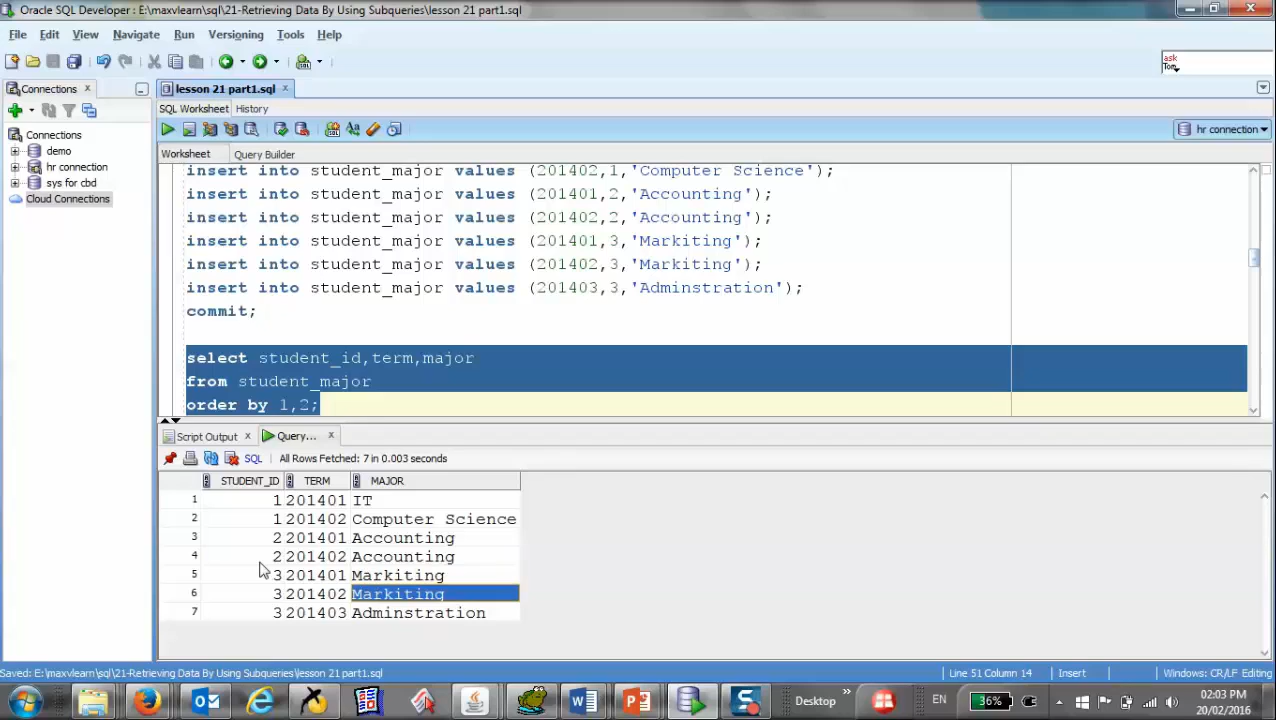 Oracle SQL Developer : E:\maxvlearn\sql\21-Retrieving Data By Using Subqueries\lesson 21 part1.sql
File Edit View Navigate Run Versioning Tools Help
ask
Tom
Connections
lesson 21 part1.sql
SQL Worksheet History
hr connection
Connections
demo
hr connection
sys for cbd
Cloud Connections
Worksheet Query Builder
insert into student_major values (201402,1,'Computer Science');
insert into student_major values (201401,2,'Accounting');
insert into student_major values (201402,2,'Accounting');
insert into student_major values (201401,3,'Markiting');
insert into student_major values (201402,3,'Markiting');
insert into student_major values (201403,3,'Adminstration');
commit;
select student_id,term,major
from student_major
order by 1,2;
Script Output Query...
SQL All Rows Fetched: 7 in 0.003 seconds
STUDENT_ID TERM MAJOR
1 1 201401 IT
2 1 201402 Computer Science
3 2 201401 Accounting
4 2 201402 Accounting
5 3 201401 Markiting
6 3 201402 Markiting
7 3 201403 Adminstration
Saved: E:\maxvlearn\sql\21-Retrieving Data By Using Subqueries\lesson 21 part1.sql
Line 51 Column 14 Insert Windows: CR/LF Editing
Desktop EN 36% 02:03 PM
20/02/2016